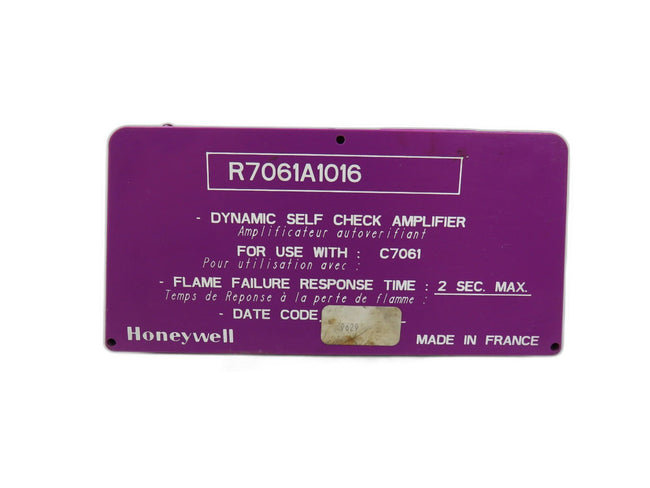 R7061A1016
- DYNAMIC SELF CHECK AMPLIFIER
Amplificateur autoverifiant
FOR USE WITH : C7061
Pour utilisation avec :
- FLAME FAILURE RESPONSE TIME : 2 SEC. MAX.
Temps de Reponse à la perte de flamme :
- DATE CODE
Honeywell
MADE IN FRANCE